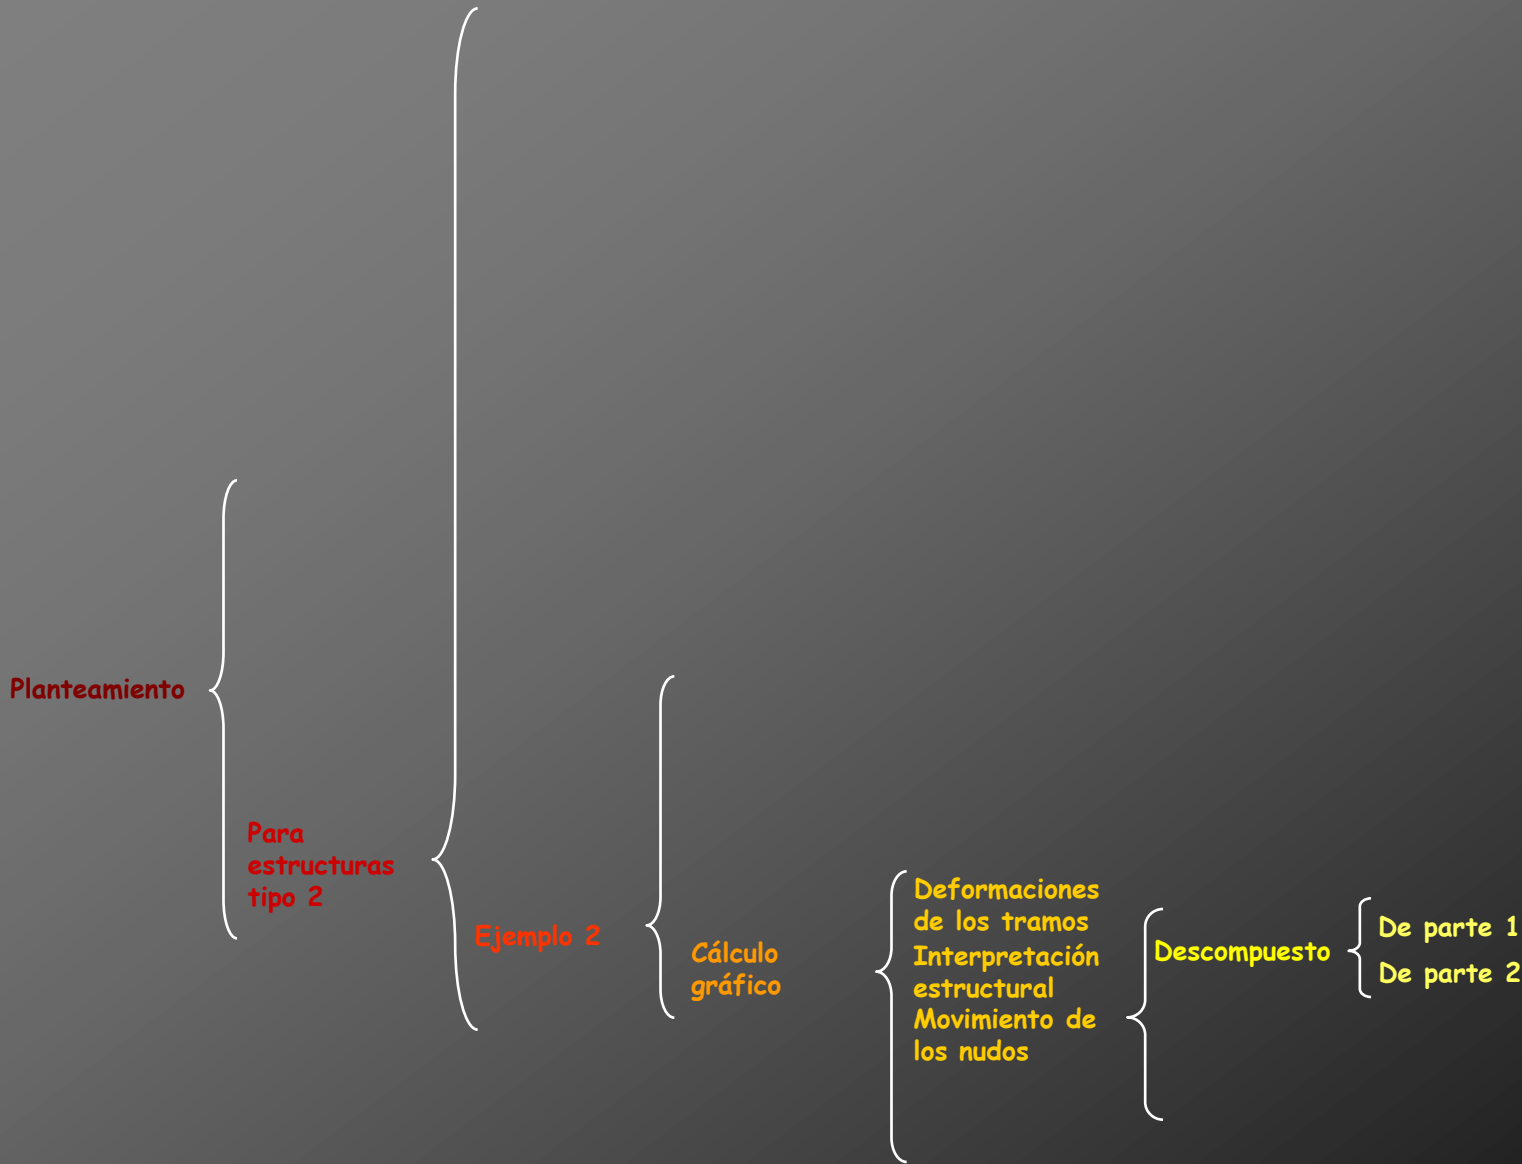 Planteamiento
Para
estructuras
tipo 2
Ejemplo 2
Cálculo
gráfico
Deformaciones
de los tramos
Interpretación
estructural
Movimiento de
los nudos
Descompuesto
De parte 1
De parte 2